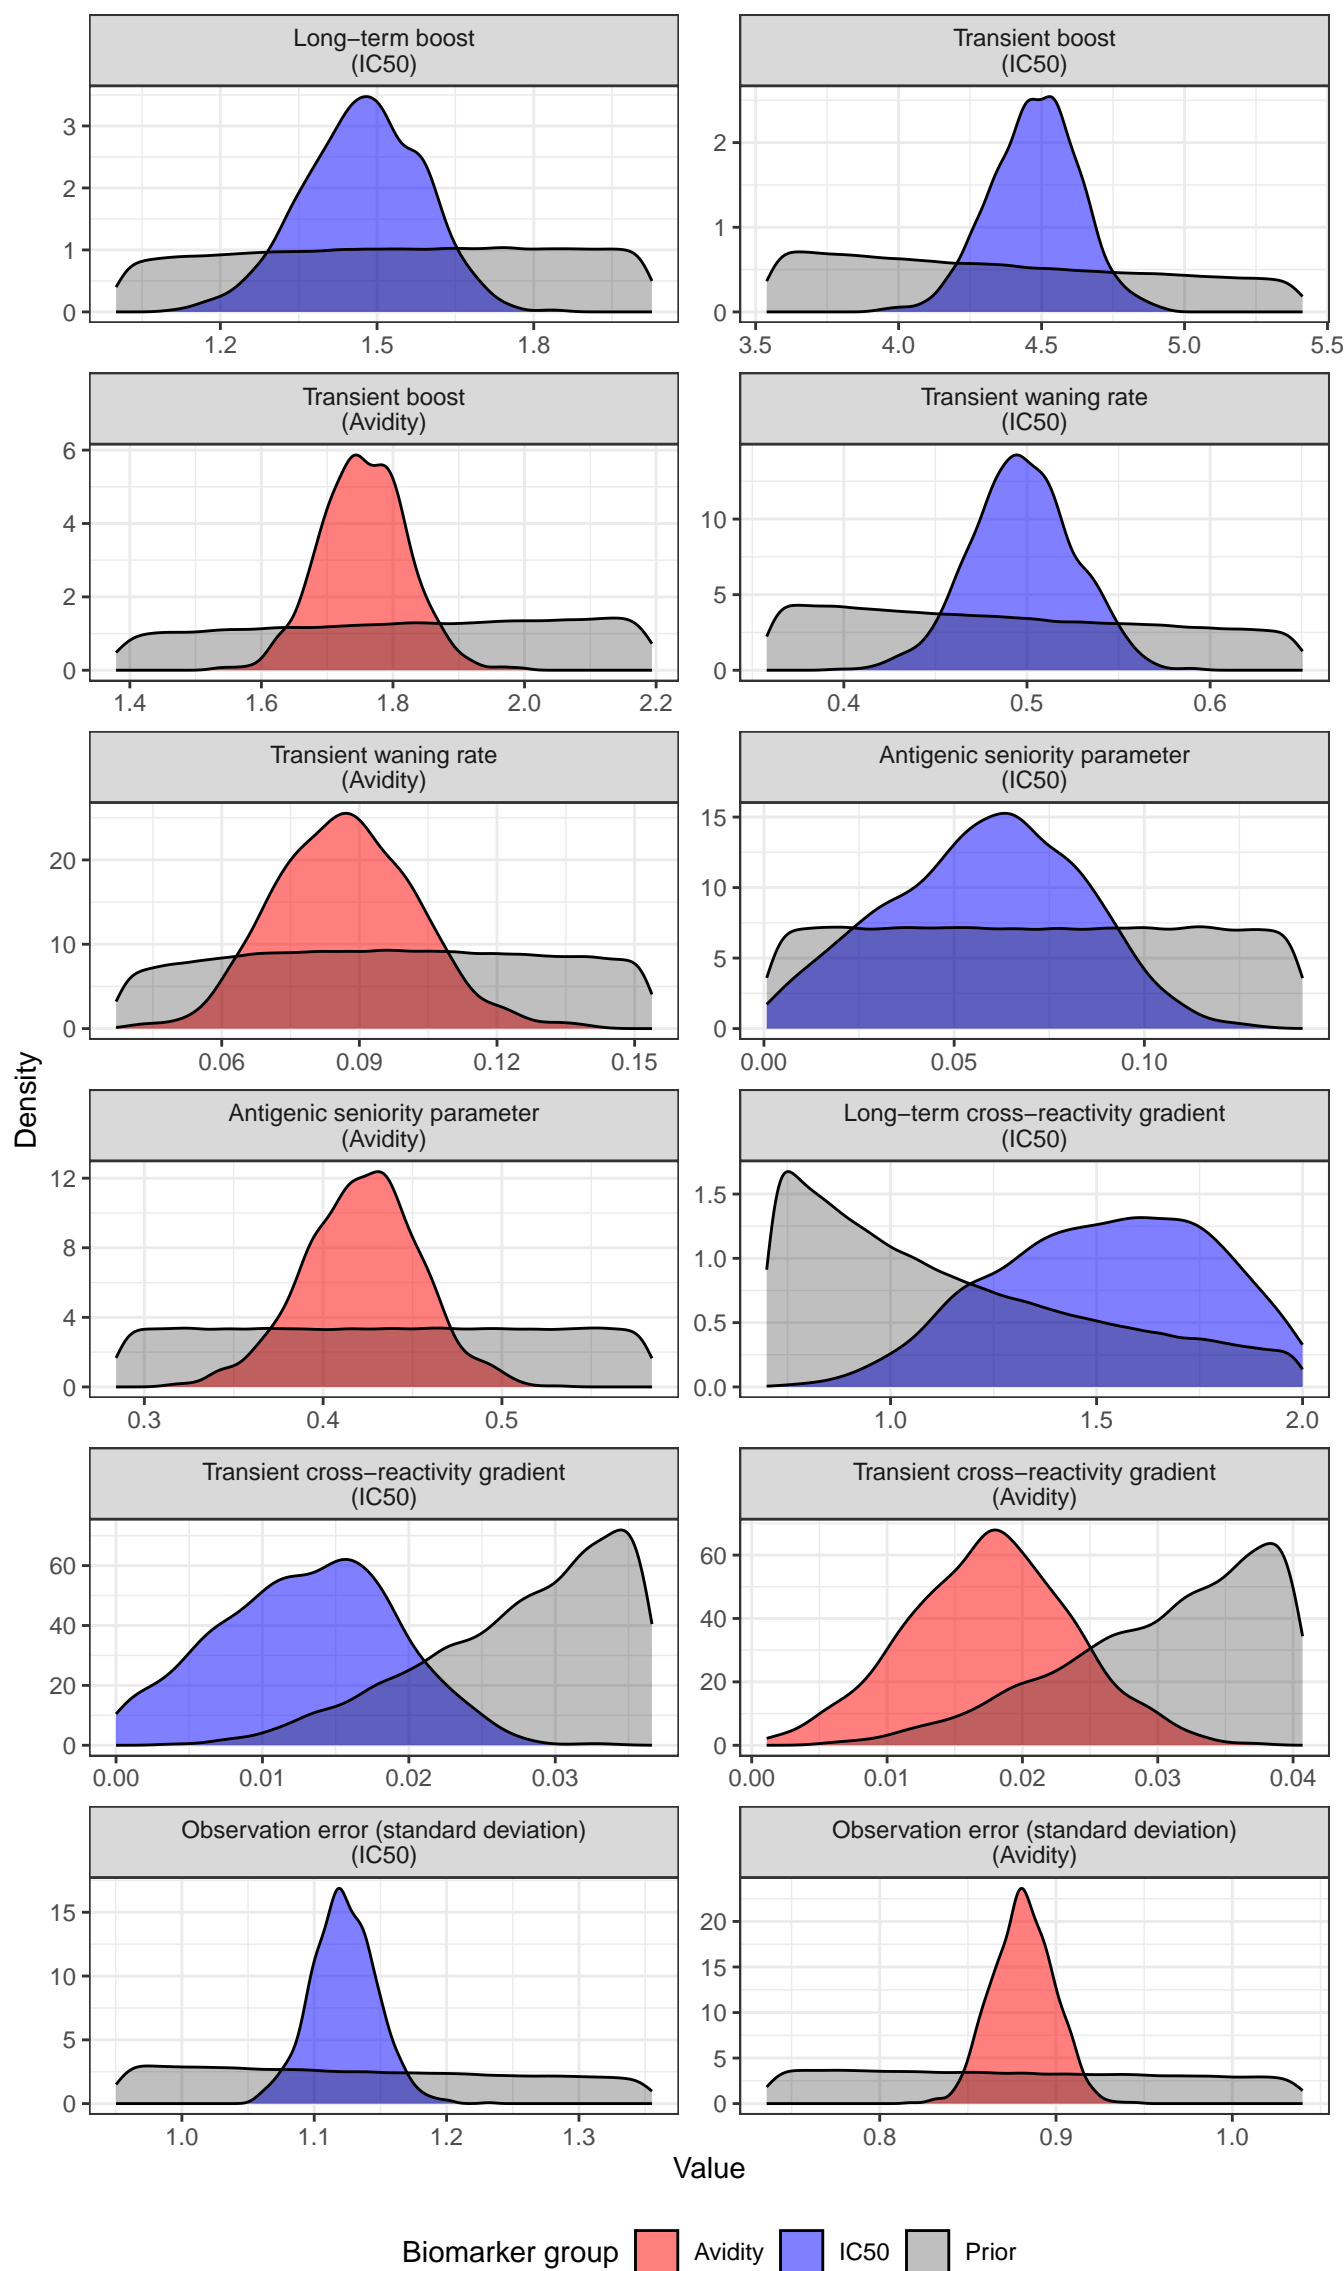 Long−term boost
(IC50)
Transient boost
(IC50)
3
2
1
0
1.2 1.5 1.8
2
1
0
3.5 4.0 4.5 5.0 5.5
Transient boost
(Avidity)
Transient waning rate
(IC50)
6
4
2
0
1.4 1.6 1.8 2.0 2.2
10
5
0
0.4 0.5 0.6
Transient waning rate
(Avidity)
Antigenic seniority parameter
(IC50)
20
10
0
0.06 0.09 0.12 0.15
15
10
5
0
0.00 0.05 0.10
Density
Antigenic seniority parameter
(Avidity)
Long−term cross−reactivity gradient
(IC50)
12
8
4
0
0.3 0.4 0.5
1.5
1.0
0.5
0.0
1.0 1.5 2.0
Transient cross−reactivity gradient
(IC50)
Transient cross−reactivity gradient
(Avidity)
60
40
20
0
0.00 0.01 0.02 0.03
60
40
20
0
0.00 0.01 0.02 0.03 0.04
Observation error (standard deviation)
(IC50)
Observation error (standard deviation)
(Avidity)
15
10
5
0
1.0 1.1 1.2 1.3
20
15
10
5
0
0.8 0.9 1.0
Value
Biomarker group Avidity IC50 Prior